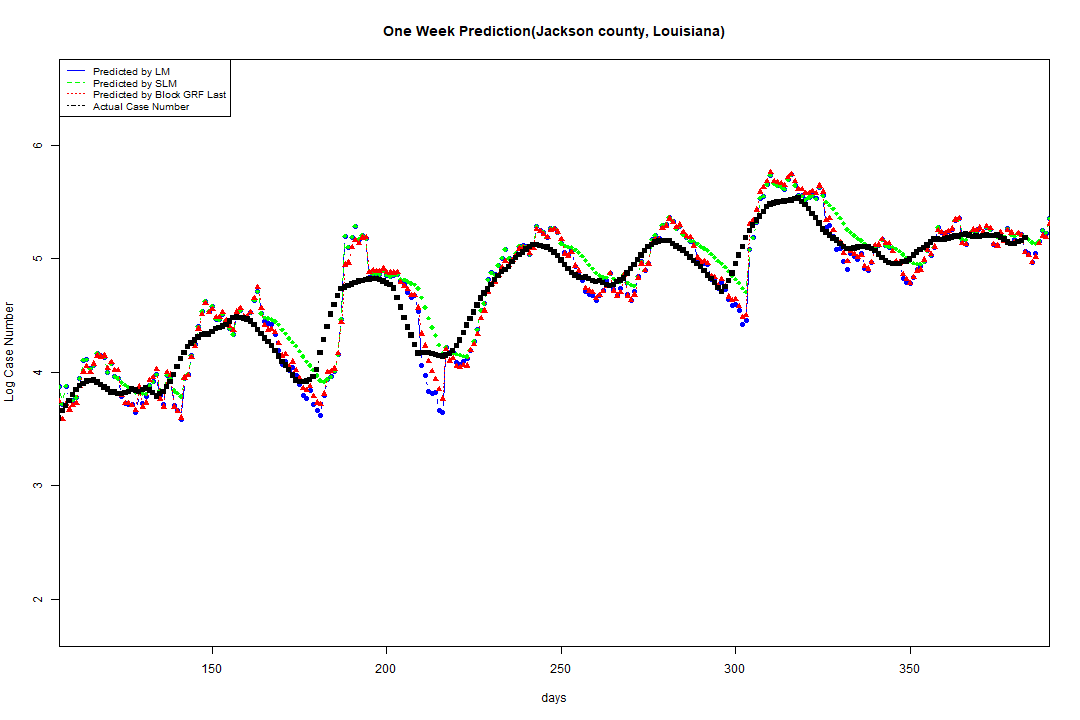 One Week Prediction(Jackson county, Louisiana)
Predicted by LM
Predicted by SLM
Predicted by Block GRF Last
Actual Case Number
6
5
4
3
2
Log Case Number
150
200
250
300
350
days